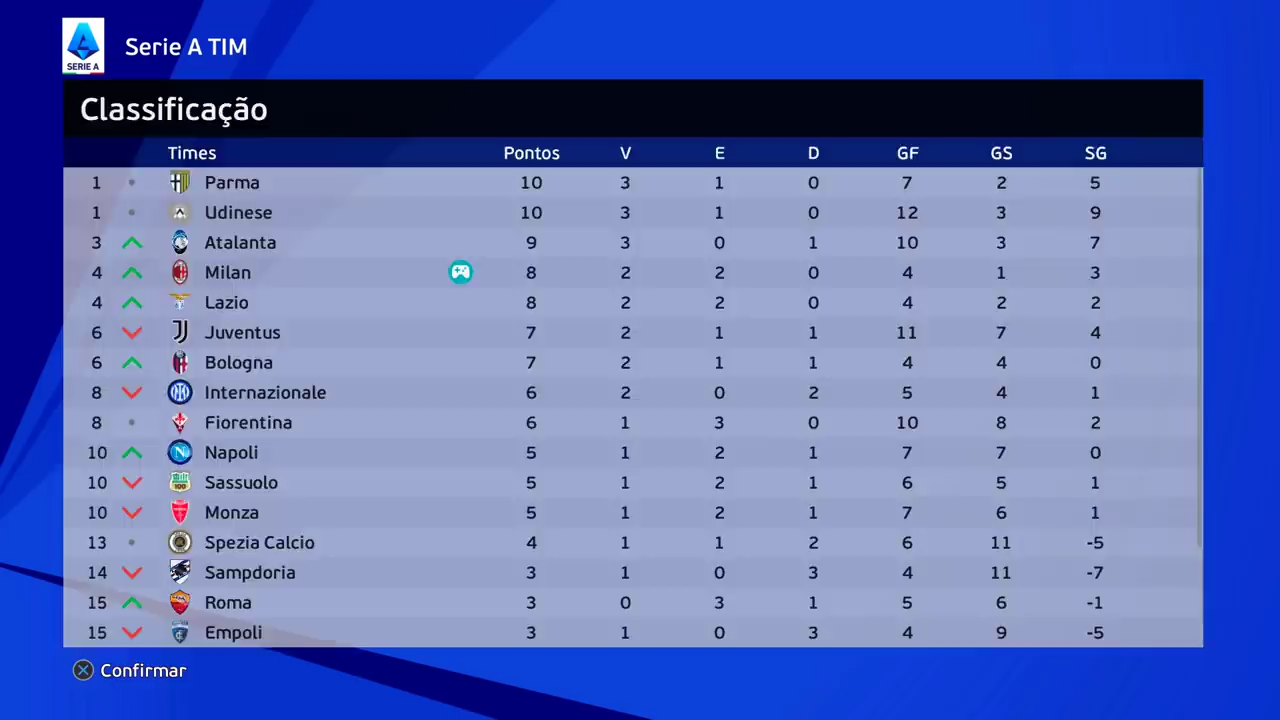 SERIE A
Serie A TIM
Classificação
Times Pontos V E D GF GS SG
1 Parma 10 3 1 0 7 2 5
1 Udinese 10 3 1 0 12 3 9
3 Atalanta 9 3 0 1 10 3 7
4 Milan 8 2 2 0 4 1 3
4 Lazio 8 2 2 0 4 2 2
6 Juventus 7 2 1 1 11 7 4
6 Bologna 7 2 1 1 4 4 0
8 Internazionale 6 2 0 2 5 4 1
8 Fiorentina 6 1 3 0 10 8 2
10 Napoli 5 1 2 1 7 7 0
10 Sassuolo 5 1 2 1 6 5 1
10 Monza 5 1 2 1 7 6 1
13 Spezia Calcio 4 1 1 2 6 11 -5
14 Sampdoria 3 1 0 3 4 11 -7
15 Roma 3 0 3 1 5 6 -1
15 Empoli 3 1 0 3 4 9 -5
Confirmar